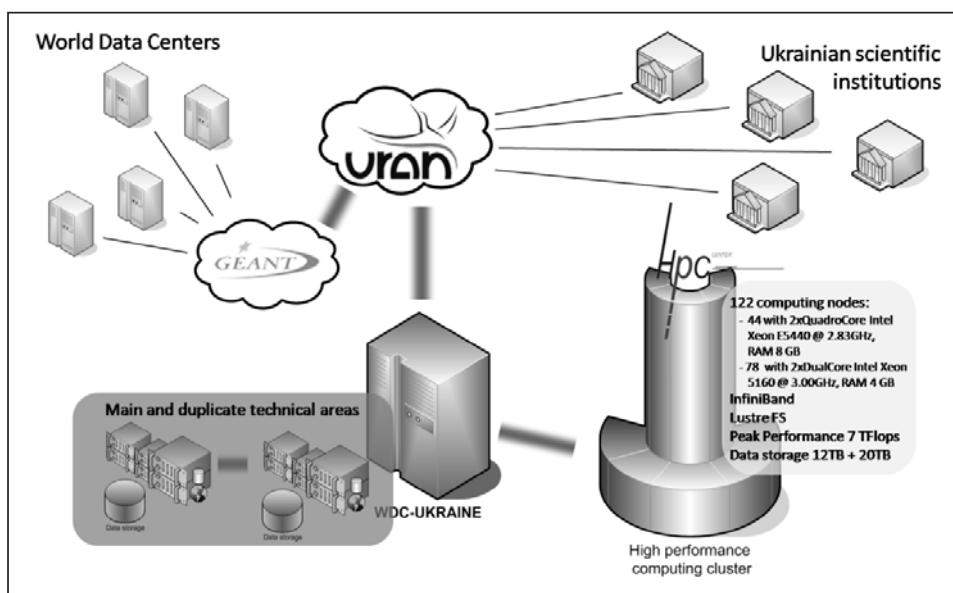 World Data Centers
Ukrainian scientific
institutions
uran
GEANT
hpc
CENTER
122 computing nodes:
- 44 with 2xQuadroCore Intel
Xeon E5440 @ 2.83GHz,
RAM 8 GB
- 78 with 2xDualCore Intel Xeon
5160 @ 3.00GHz, RAM 4 GB
InfiniBand
Lustre FS
Peak Performance 7 TFlops
Data storage 12TB + 20TB
Main and duplicate technical areas
Data storage
Data storage
WDC-UKRAINE
High performance
computing cluster